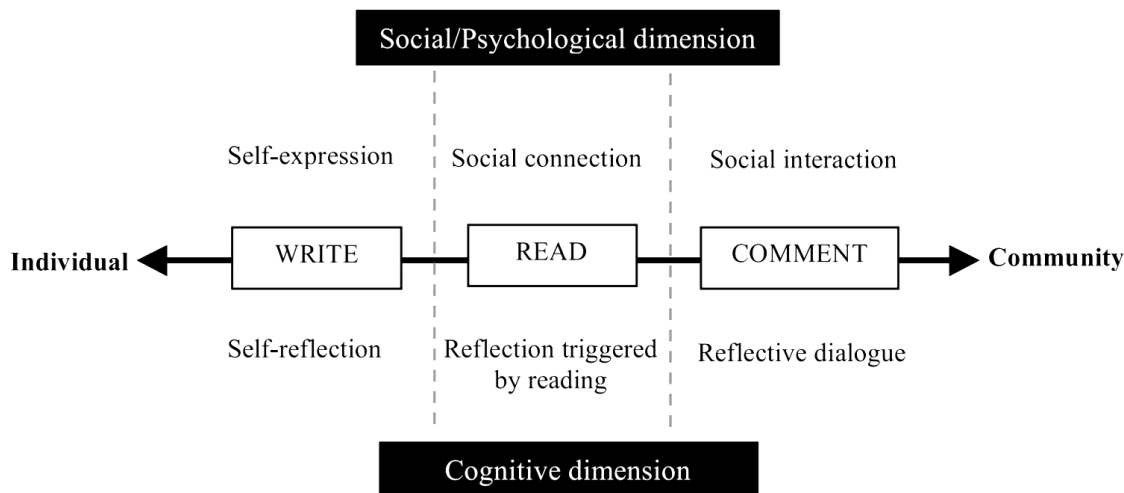 Social/Psychological dimension
Self-expression
Social connection
Social interaction
Individual
WRITE
READ
COMMENT
Community
Self-reflection
Reflection triggered
by reading
Reflective dialogue
Cognitive dimension